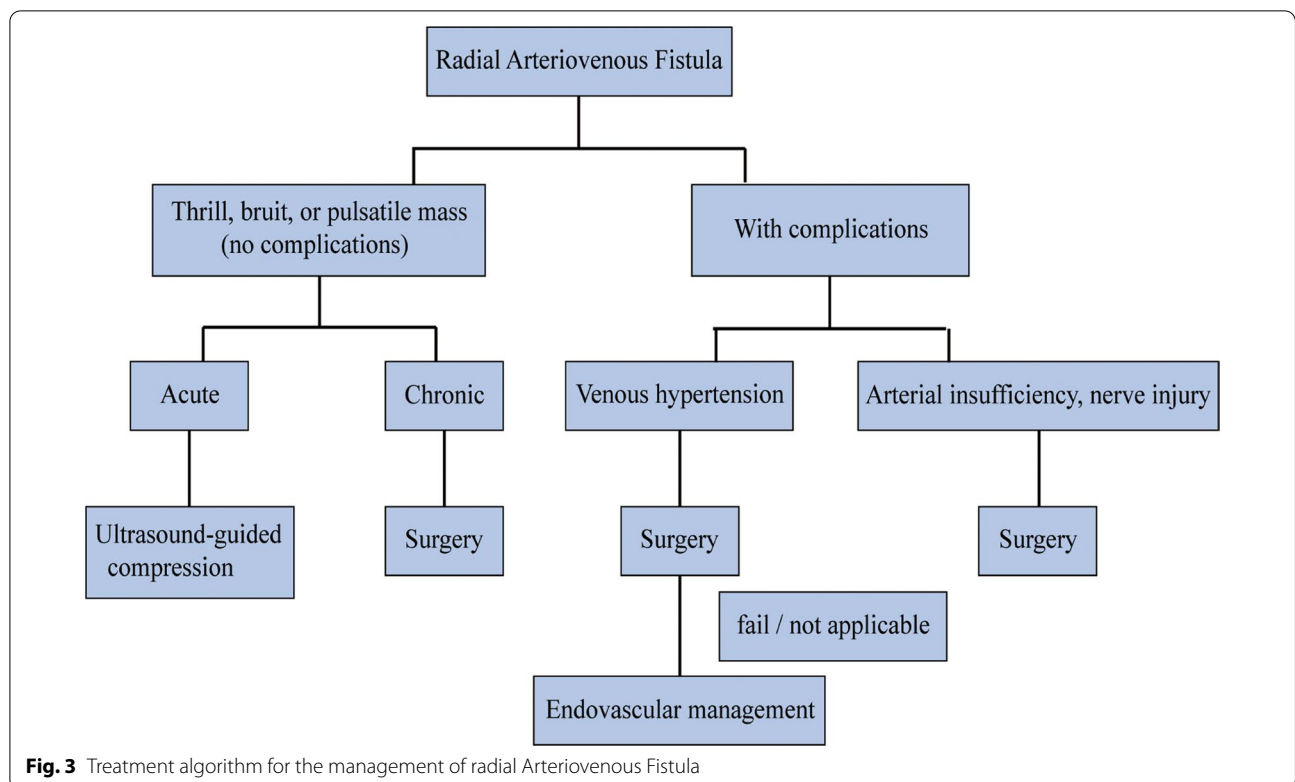 Radial Arteriovenous Fistula
Thrill, bruit, or pulsatile mass
(no complications)
With complications
Acute
Chronic
Venous hypertension
Arterial insufficiency, nerve injury
Ultrasound-guided
compression
Surgery
Surgery
Surgery
fail / not applicable
Endovascular management
Fig. 3 Treatment algorithm for the management of radial Arteriovenous Fistula